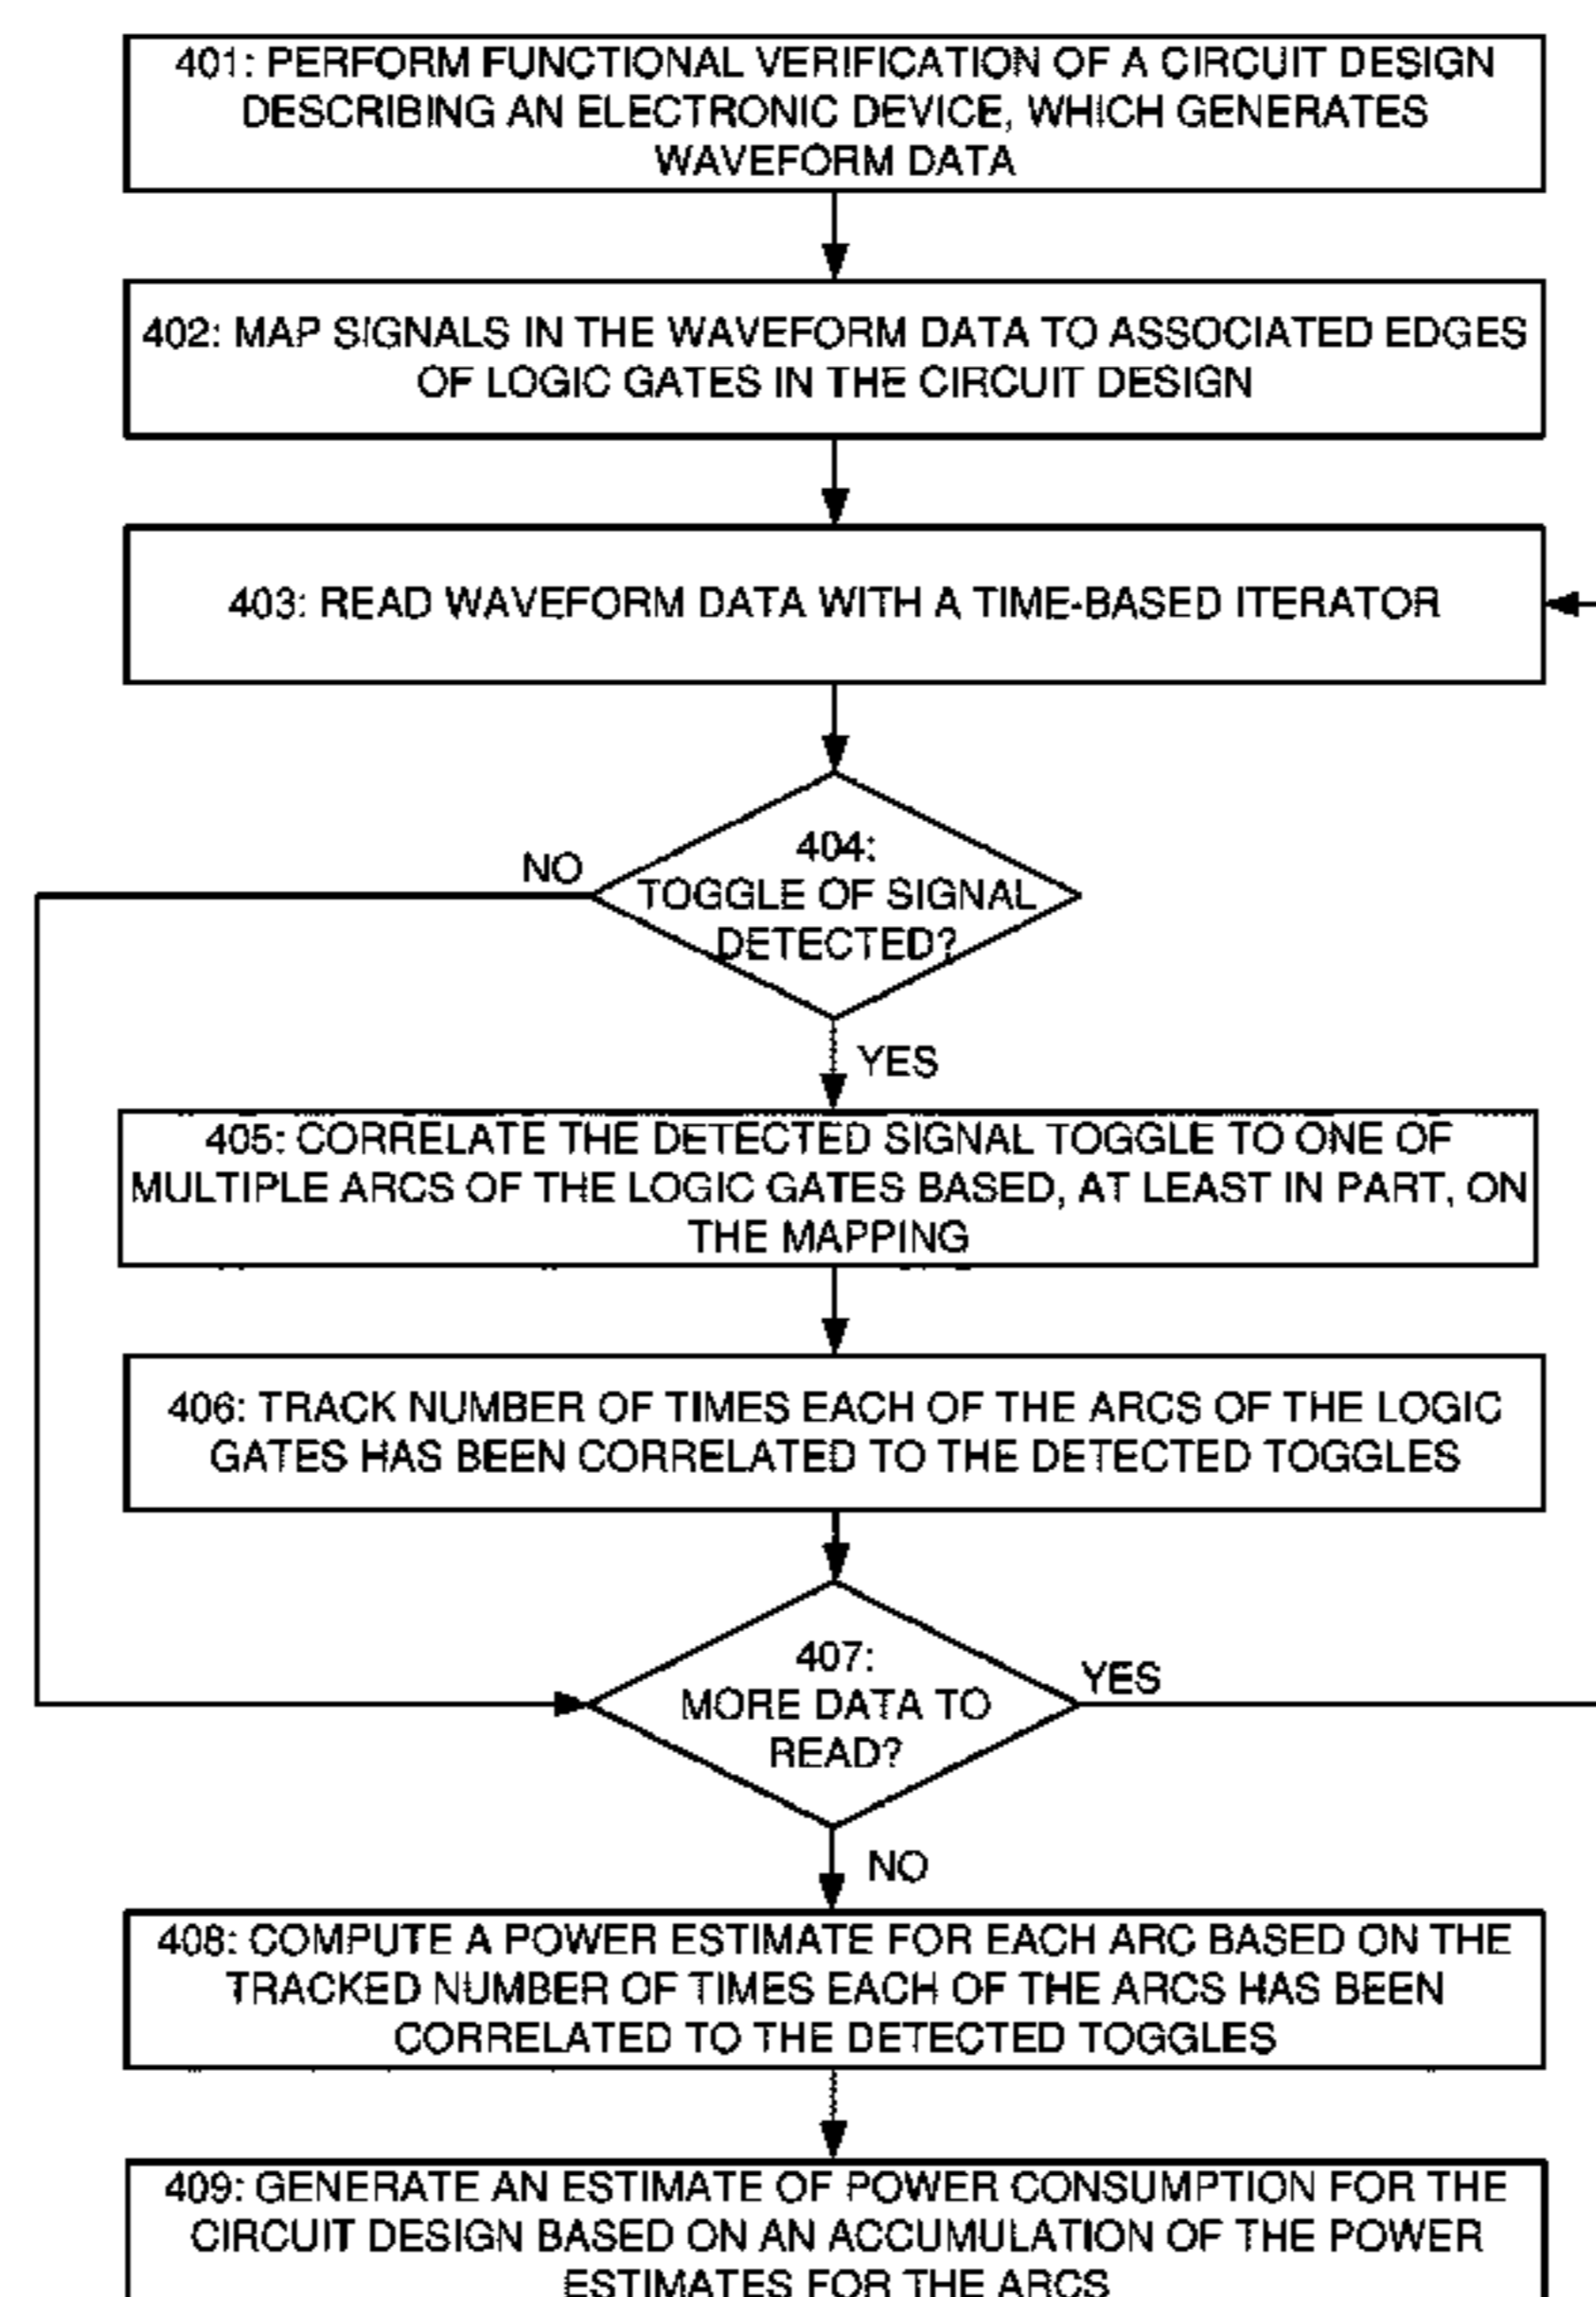 401: PERFORM FUNCTIONAL VERIFICATION OF A CIRCUIT DESIGN
DESCRIBING AN ELECTRONIC DEVICE, WHICH GENERATES
WAVEFORM DATA
402: MAP SIGNALS IN THE WAVEFORM DATA TO ASSOCIATED EDGES
OF LOGIC GATES IN THE CIRCUIT DESIGN
403: READ WAVEFORM DATA WITH A TIME-BASED ITERATOR
404:
TOGGLE OF SIGNAL
DETECTED?
NO
YES
405: CORRELATE THE DETECTED SIGNAL TOGGLE TO ONE OF
MULTIPLE ARCS OF THE LOGIC GATES BASED, AT LEAST IN PART, ON
THE MAPPING
406: TRACK NUMBER OF TIMES EACH OF THE ARCS OF THE LOGIC
GATES HAS BEEN CORRELATED TO THE DETECTED TOGGLES
407:
MORE DATA TO
READ?
YES
NO
408: COMPUTE A POWER ESTIMATE FOR EACH ARC BASED ON THE
TRACKED NUMBER OF TIMES EACH OF THE ARCS HAS BEEN
CORRELATED TO THE DETECTED TOGGLES
409: GENERATE AN ESTIMATE OF POWER CONSUMPTION FOR THE
CIRCUIT DESIGN BASED ON AN ACCUMULATION OF THE POWER
ESTIMATES FOR THE ARCS